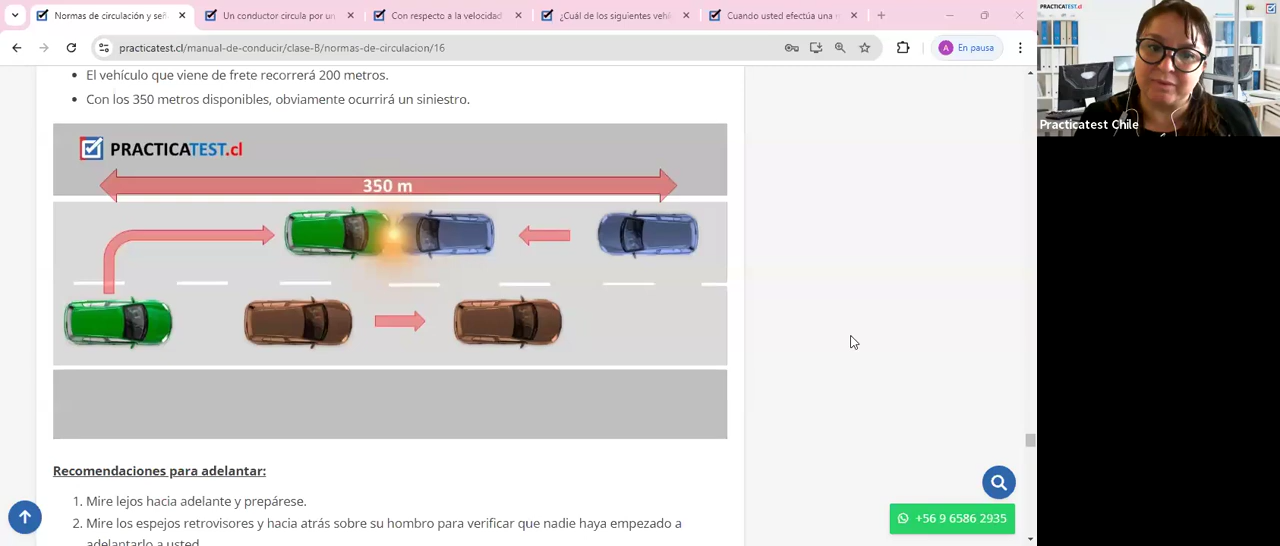 Normas de circulación y señ
Un conductor circula por un
Con respecto a la velocidad
¿Cuál de los siguientes vehí
Cuando usted efectúa una
practicatest.cl/manual-de-conducir/clase-B/normas-de-circulacion/16
A
En pausa
El vehículo que viene de frete recorrerá 200 metros.
Con los 350 metros disponibles, obviamente ocurrirá un siniestro.
PRACTICATEST.cl
350 m
Recomendaciones para adelantar:
1. Mire lejos hacia adelante y prepárese.
2. Mire los espejos retrovisores y hacia atrás sobre su hombro para verificar que nadie haya empezado a
adelantarlo a usted.
+56 9 6586 2935
PRACTICATEST.cl
Practicatest Chile